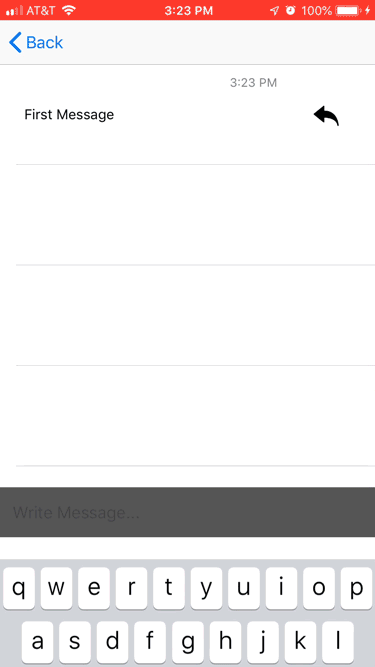 AT&T 3:23 PM 100%
Back
3:23 PM
First Message
Write Message...
q w e r t y u i o p
a s d f g h j k l